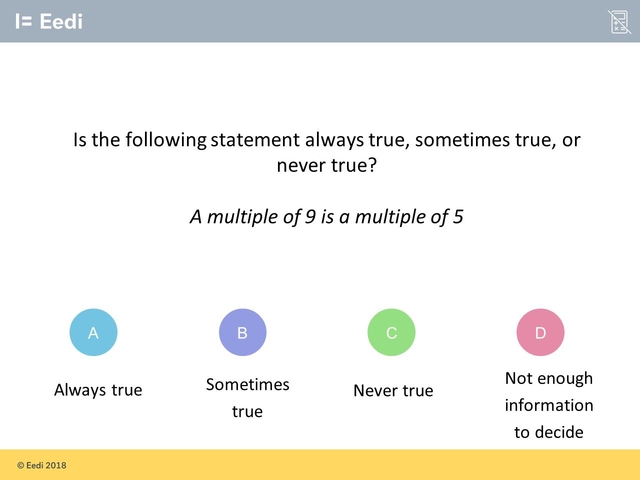 Eedi
Is the following statement always true, sometimes true, or
never true?
A multiple of 9 is a multiple of 5
A
B
C
D
Always true
Sometimes
true
Never true
Not enough
information
to decide
© Eedi 2018